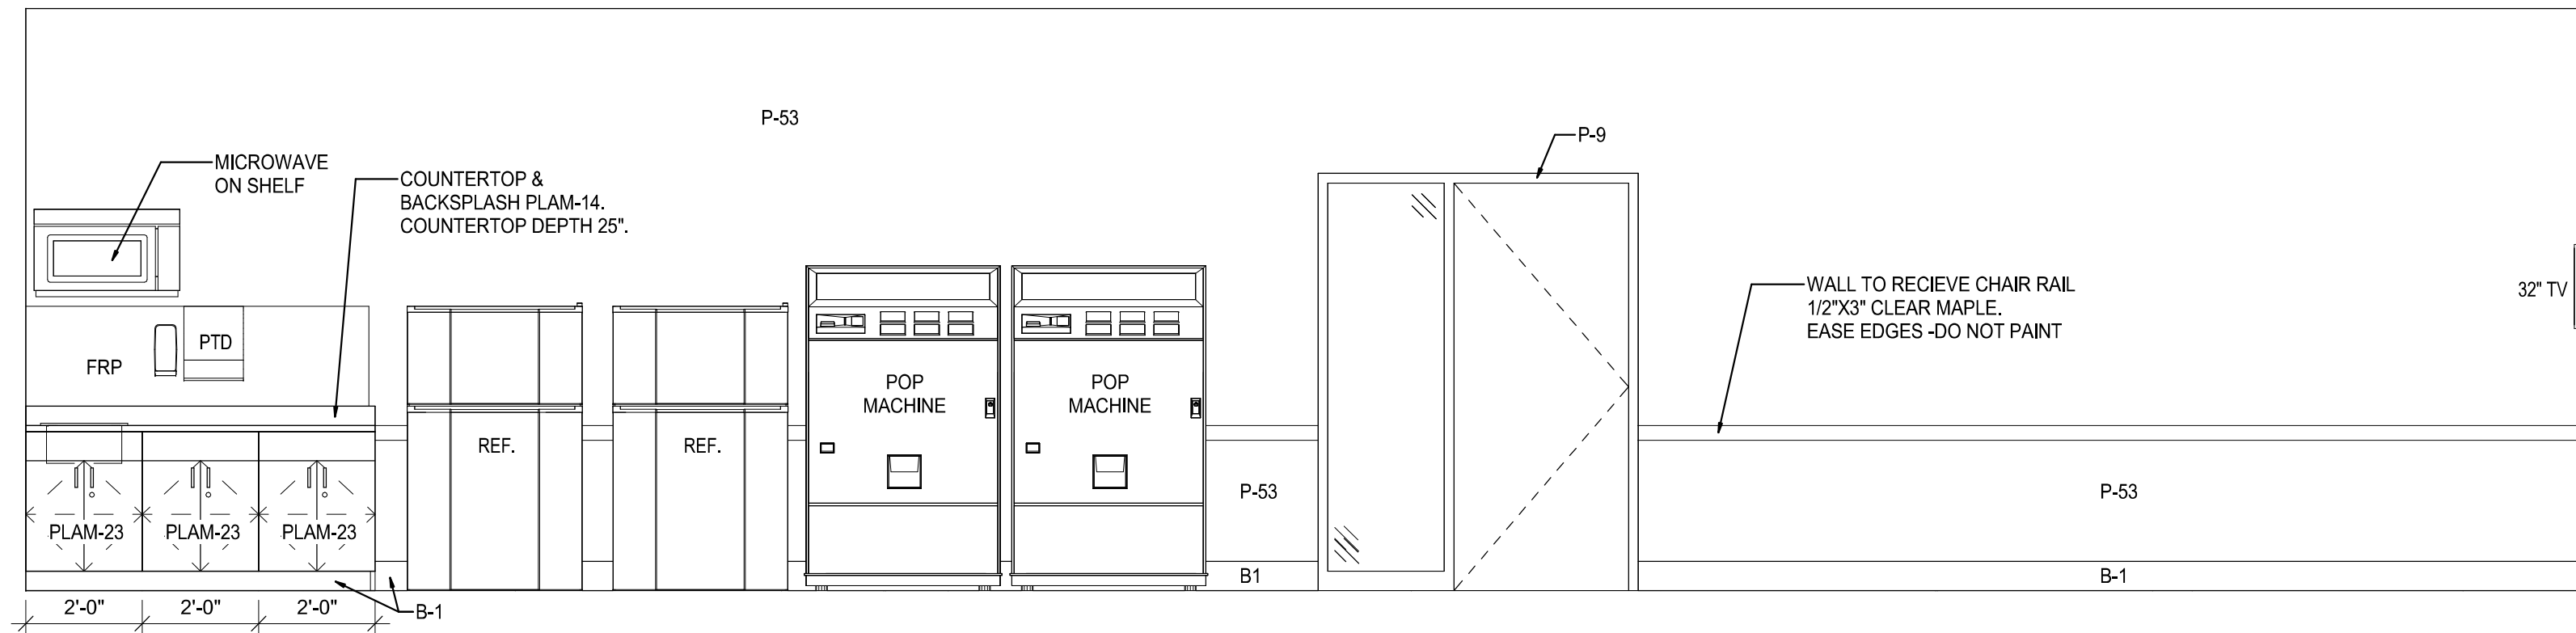 P-53
P-9
MICROWAVE
ON SHELF
COUNTERTOP &
BACKSPLASH PLAM-14.
COUNTERTOP DEPTH 25".
WALL TO RECIEVE CHAIR RAIL
1/2"X3" CLEAR MAPLE.
EASE EDGES -DO NOT PAINT
32" TV
PTD
FRP
POP
MACHINE
POP
MACHINE
REF.
REF.
P-53
P-53
PLAM-23
PLAM-23
PLAM-23
B1
B-1
2'-0"
2'-0"
2'-0"
B-1